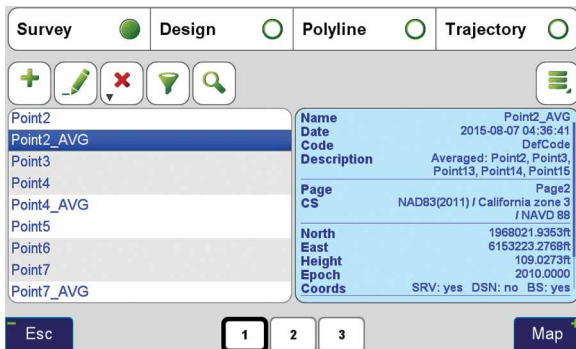 Survey Design Polyline Trajectory
Point2
Point2_AVG
Point3
Point4
Point4_AVG
Point5
Point6
Point7
Point7_AVG
Name Point2_AVG
Date 2015-08-07 04:36:41
Code DefCode
Description Averaged: Point2, Point3,
Point13, Point14, Point15
Page Page2
CS NAD83(2011) / California zone 3
/ NAVD 88
North 1968021.9353ft
East 6153223.2768ft
Height 109.0273ft
Epoch 2010.0000
Coords SRV: yes DSN: no BS: yes
Esc 1 2 3 Map